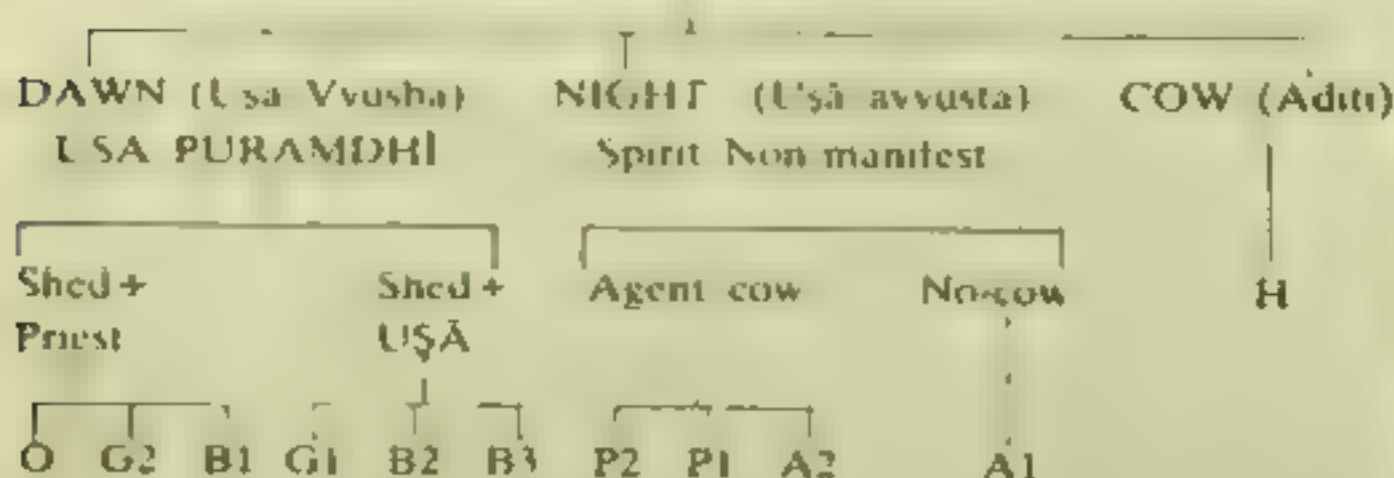 DAWN (Uṣa Vyusha) NIGHT (Uṣā avyusta) COW (Aditi)
USA PURAMDHI Spirit Non manifest
Shed + Shed + Agent cow No-cow H
Priest UṢĀ
O G2 B1 G1 B2 B3 P2 P1 A2 A1